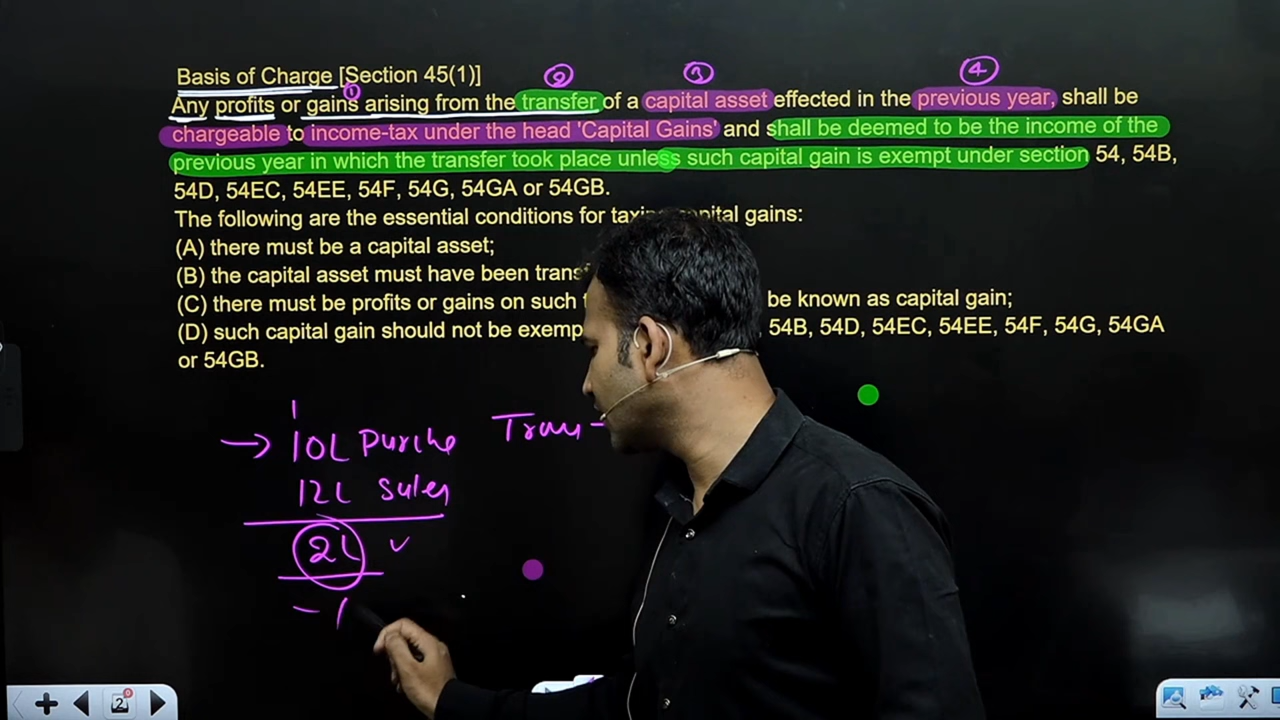 Basis of Charge [Section 45(1)]
① ② ③ ④
Any profits or gains arising from the transfer of a capital asset effected in the previous year, shall be
chargeable to income-tax under the head 'Capital Gains' and shall be deemed to be the income of the
previous year in which the transfer took place unless such capital gain is exempt under section 54, 54B,
54D, 54EC, 54EE, 54F, 54G, 54GA or 54GB.
The following are the essential conditions for capital gains:
(A) there must be a capital asset;
(B) the capital asset must have been
(C) there must be profits or gains on such be known as capital gain;
(D) such capital gain should not be 54B, 54D, 54EC, 54EE, 54F, 54G, 54GA
or 54GB.
10L
12L Sales
2L
2